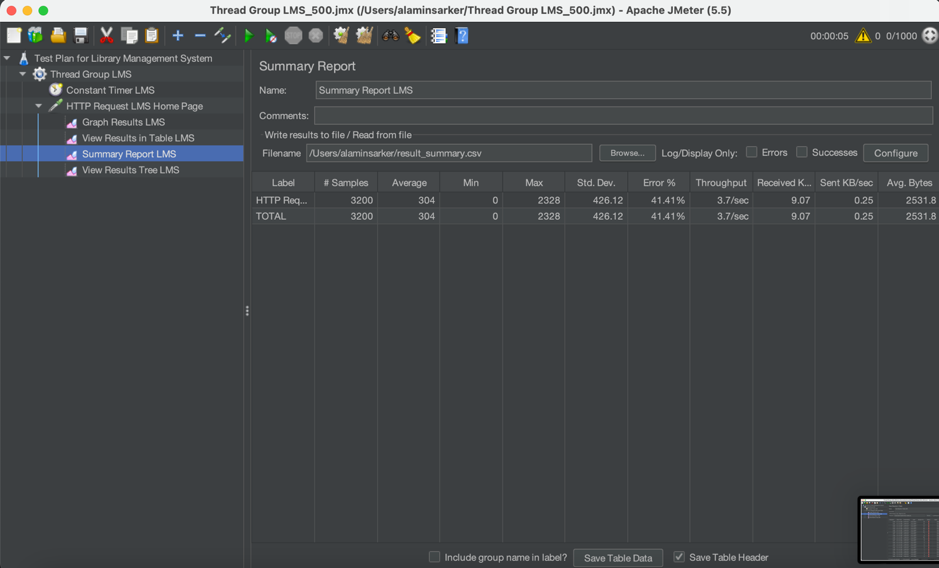 Thread Group LMS_500.jmx (/Users/alaminsarker/Thread Group LMS_500.jmx) - Apache JMeter (5.5)
00:00:05 0 0/1000
Test Plan for Library Management System
Thread Group LMS
Constant Timer LMS
HTTP Request LMS Home Page
Graph Results LMS
View Results in Table LMS
Summary Report LMS
View Results Tree LMS
Summary Report
Name: Summary Report LMS
Comments:
Write results to file / Read from file
Filename /Users/alaminsarker/result_summary.csv Browse... Log/Display Only: Errors Successes Configure
Label # Samples Average Min Max Std. Dev. Error % Throughput Received K... Sent KB/sec Avg. Bytes
HTTP Req... 3200 304 0 2328 426.12 41.41% 3.7/sec 9.07 0.25 2531.8
TOTAL 3200 304 0 2328 426.12 41.41% 3.7/sec 9.07 0.25 2531.8
Include group name in label? Save Table Data Save Table Header